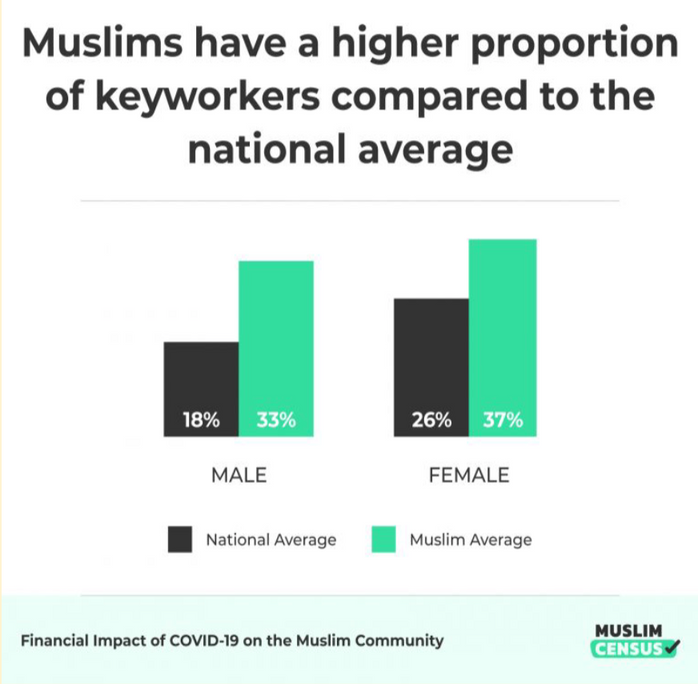 Muslims have a higher proportion
of keyworkers compared to the
national average
18% 33% 26% 37%
MALE FEMALE
National Average Muslim Average
Financial Impact of COVID-19 on the Muslim Community
MUSLIM
CENSUS